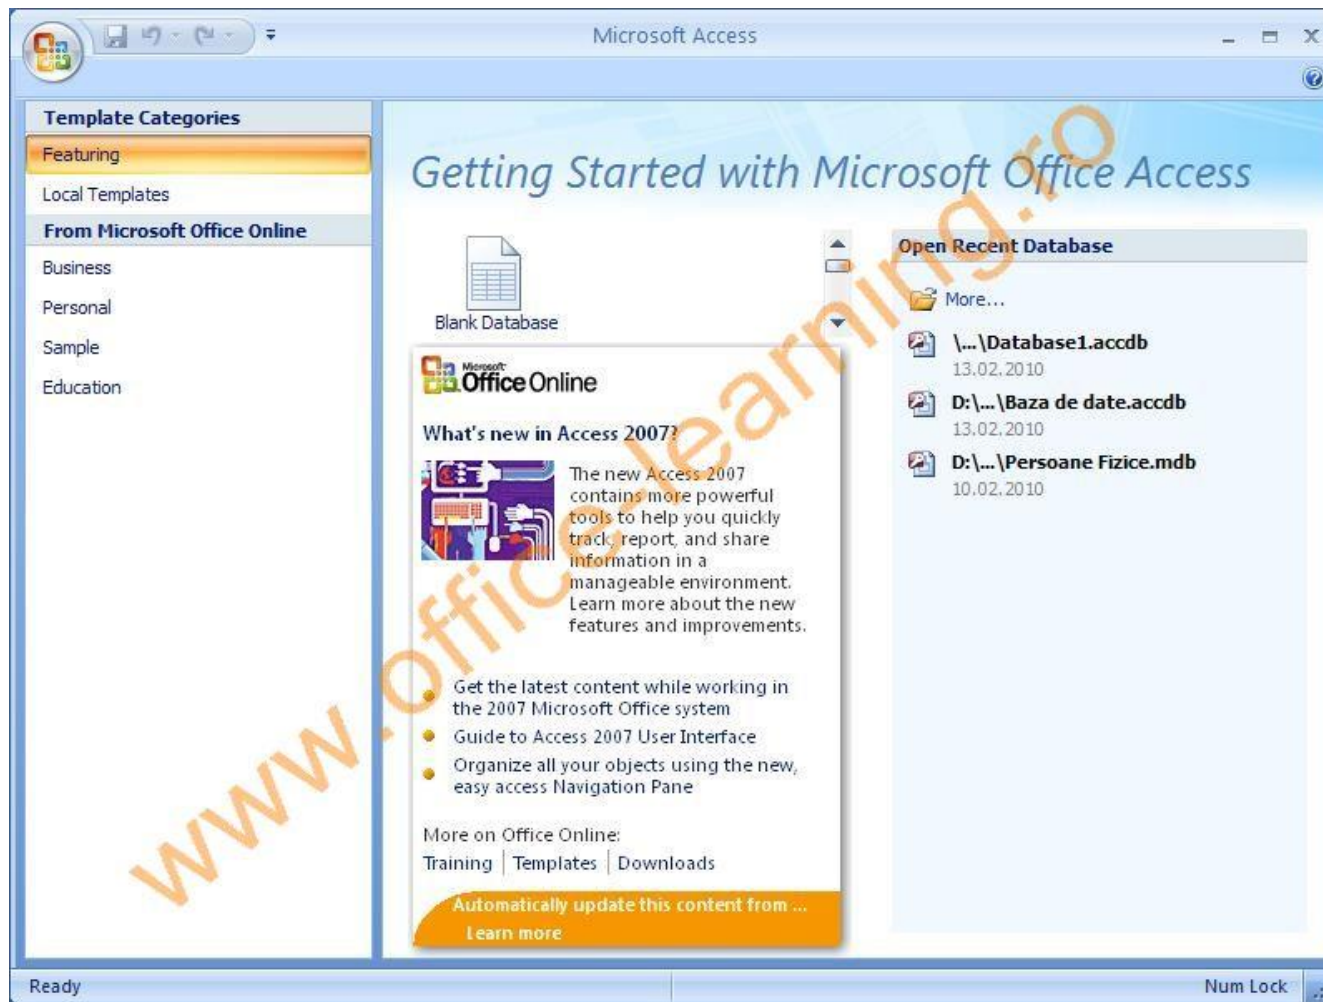 Microsoft Access
Template Categories
Featuring
Local Templates
From Microsoft Office Online
Business
Personal
Sample
Education
Getting Started with Microsoft Office Access
Blank Database
Microsoft
Office Online
What's new in Access 2007?
The new Access 2007
contains more powerful
tools to help you quickly
track, report, and share
information in a
manageable environment.
Learn more about the new
features and improvements.
Get the latest content while working in
the 2007 Microsoft Office system
Guide to Access 2007 User Interface
Organize all your objects using the new,
easy access Navigation Pane
More on Office Online:
Training | Templates | Downloads
Automatically update this content from ...
Learn more
Open Recent Database
More...
\...\Database1.accdb
13.02.2010
D:\...\Baza de date.accdb
13.02.2010
D:\...\Persoane Fizice.mdb
10.02.2010
www.office-learning.ro
Ready
Num Lock